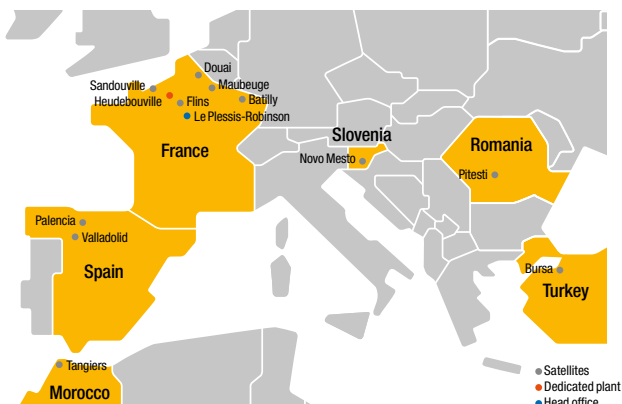 Douai
Sandouville
Maubeuge
Heudebouville
Flins
Batilly
Le Plessis-Robinson
France
Slovenia
Novo Mesto
Romania
Pitesti
Palencia
Valladolid
Spain
Bursa
Turkey
Tangiers
Morocco
Satellites
Dedicated plant
Head office